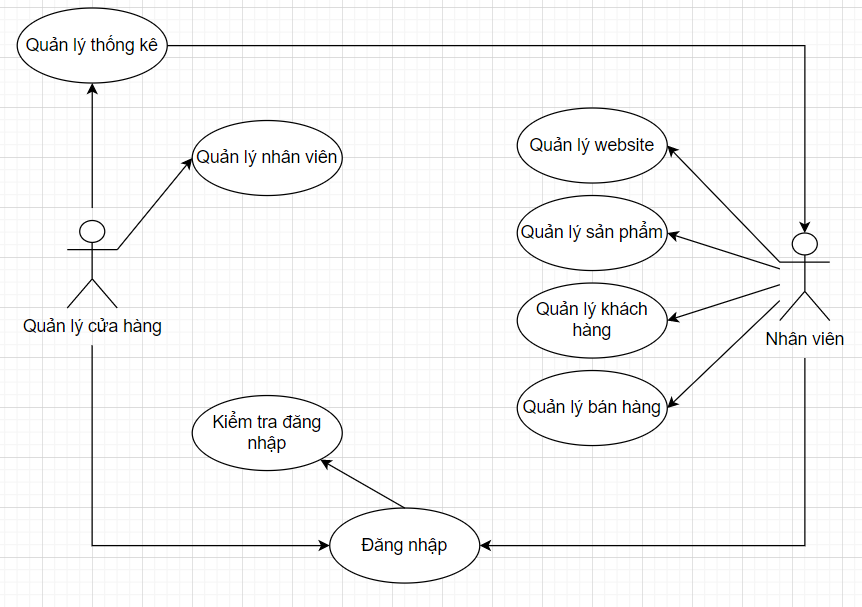 Quản lý thống kê
Quản lý nhân viên
Quản lý website
Quản lý sản phẩm
Quản lý khách
hàng
Quản lý cửa hàng
Nhân viên
Quản lý bán hàng
Kiểm tra đăng
nhập
Đăng nhập